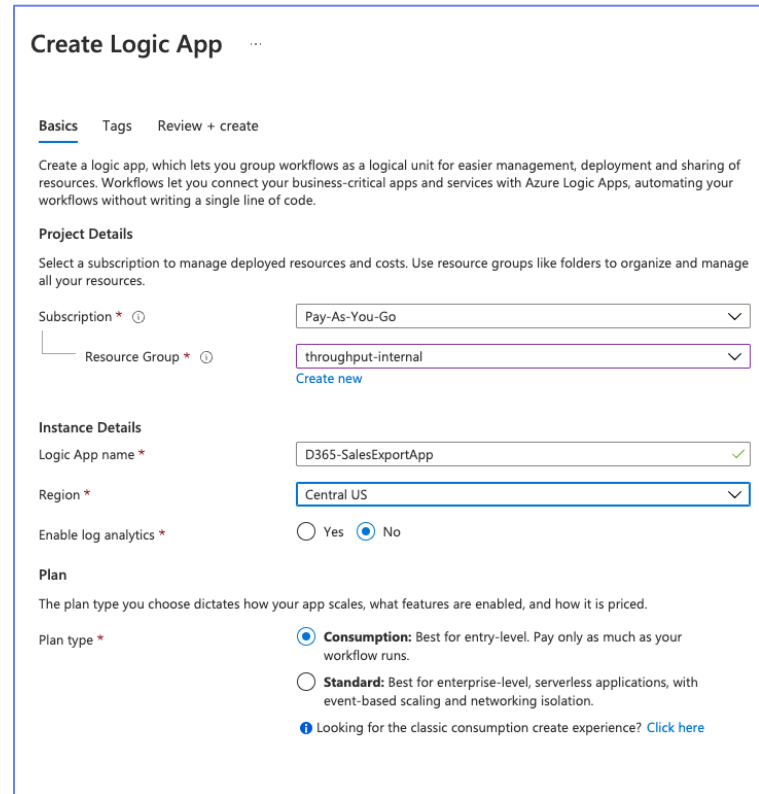 Create Logic App ...
Basics Tags Review + create
Create a logic app, which lets you group workflows as a logical unit for easier management, deployment and sharing of
resources. Workflows let you connect your business-critical apps and services with Azure Logic Apps, automating your
workflows without writing a single line of code.
Project Details
Select a subscription to manage deployed resources and costs. Use resource groups like folders to organize and manage
all your resources.
Subscription * Pay-As-You-Go
Resource Group * throughput-internal
Create new
Instance Details
Logic App name * D365-SalesExportApp
Region * Central US
Enable log analytics * Yes No
Plan
The plan type you choose dictates how your app scales, what features are enabled, and how it is priced.
Plan type * Consumption: Best for entry-level. Pay only as much as your
workflow runs.
Standard: Best for enterprise-level, serverless applications, with
event-based scaling and networking isolation.
Looking for the classic consumption create experience? Click here